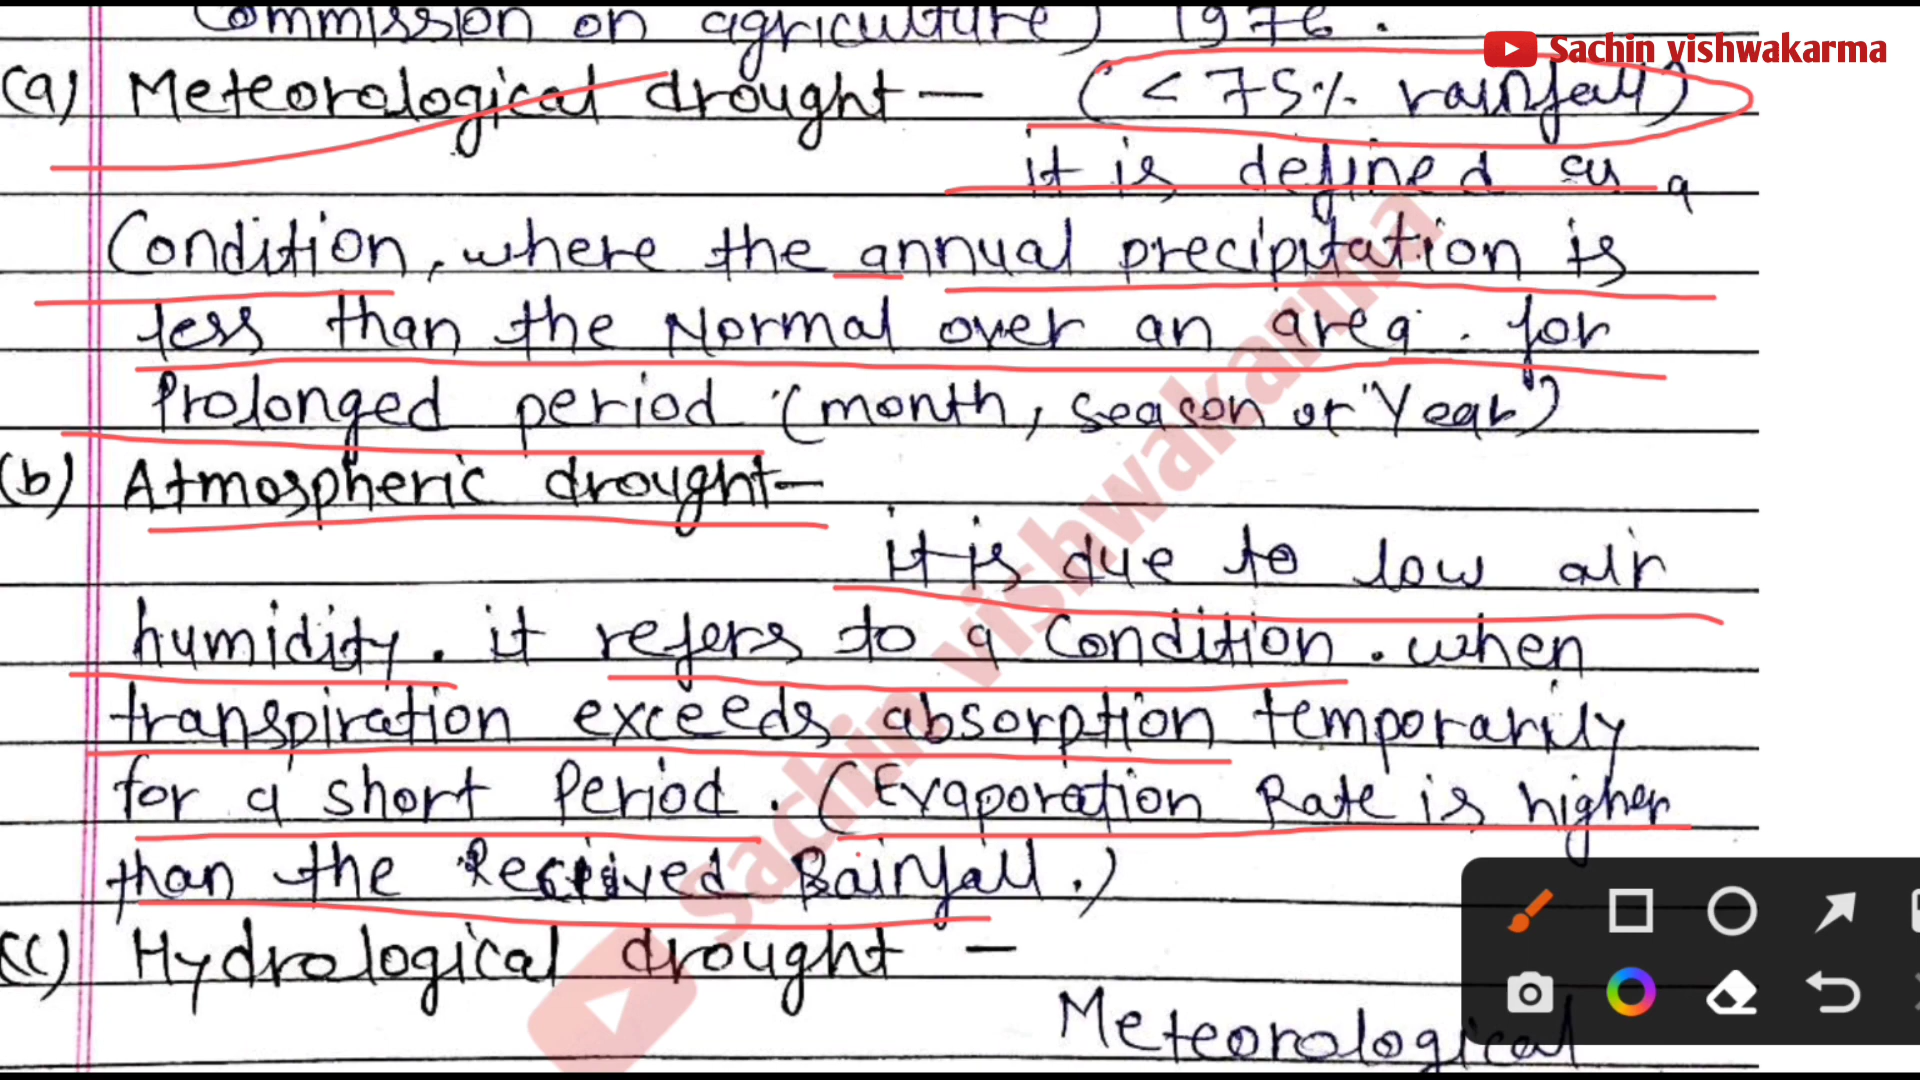 Commission on agriculture) 1976.
Sachin vishwakarma
(a) Meteorological drought – (<75% rainfall)
it is defined as a
Condition, where the annual precipitation is
less than the Normal over an area. for
Prolonged period (month, season or Year)
(b) Atmospheric drought–
it is due to low air
humidity. it refers to a Condition. when
transpiration exceeds absorption temporarily
for a short Period. (Evaporation Rate is higher
than the Received Rainfall.)
(C) Hydrological drought –
Meteorological
Sachin vishwakarma